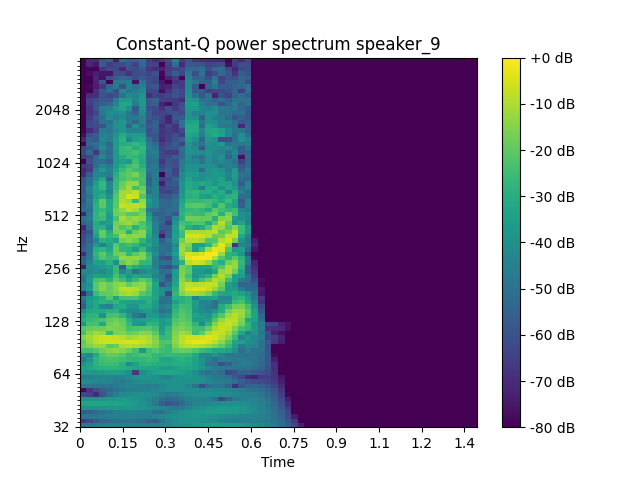 Constant-Q power spectrum speaker_9
Hz
2048
1024
512
256
128
64
32
0 0.15 0.3 0.45 0.6 0.75 0.9 1.1 1.2 1.4
Time
+0 dB
-10 dB
-20 dB
-30 dB
-40 dB
-50 dB
-60 dB
-70 dB
-80 dB